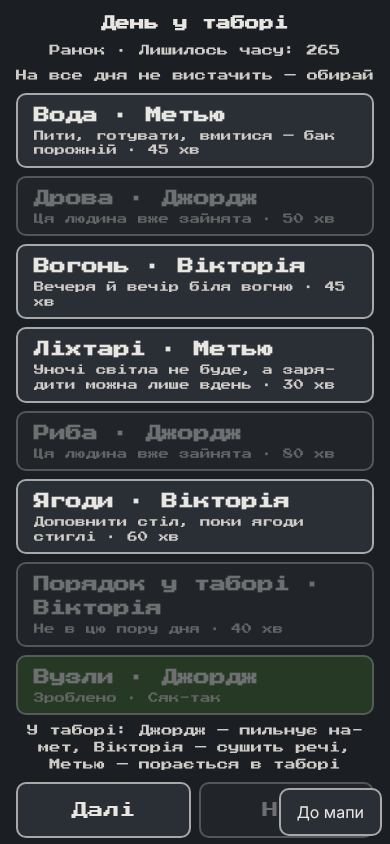 День у таборі
Ранок · Лишилось часу: 265
На все дня не вистачить — обирай
Вода · Метью
Пити, готувати, вмитися — бак
порожній · 45 хв
Дрова · Джордж
Ця людина вже зайнята · 50 хв
Вогонь · Вікторія
Вечеря й вечір біля вогню · 45
хв
Ліхтарі · Метью
Уночі світла не буде, а заря-
дити можна лише вдень · 30 хв
Риба · Джордж
Ця людина вже зайнята · 80 хв
Ягоди · Вікторія
Доповнити стіл, поки ягоди
стиглі · 60 хв
Порядок у таборі ·
Вікторія
Не в цю пору дня · 40 хв
Вузли · Джордж
Зроблено · Сяк-так
У таборі: Джордж — пильнує на-
мет, Вікторія — сушить речі,
Метью — порається в таборі
Далі
До мапи